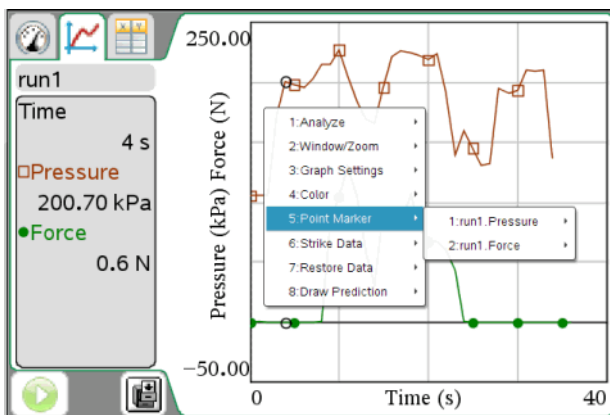 run1
Time
4 s
Pressure
200.70 kPa
Force
0.6 N
250.00
Pressure (kPa) Force (N)
-50.00
0
Time (s)
40
1:Analyze
2:Window/Zoom
3:Graph Settings
4:Color
5:Point Marker
6:Strike Data
7:Restore Data
8:Draw Prediction
1:run1.Pressure
2:run1.Force